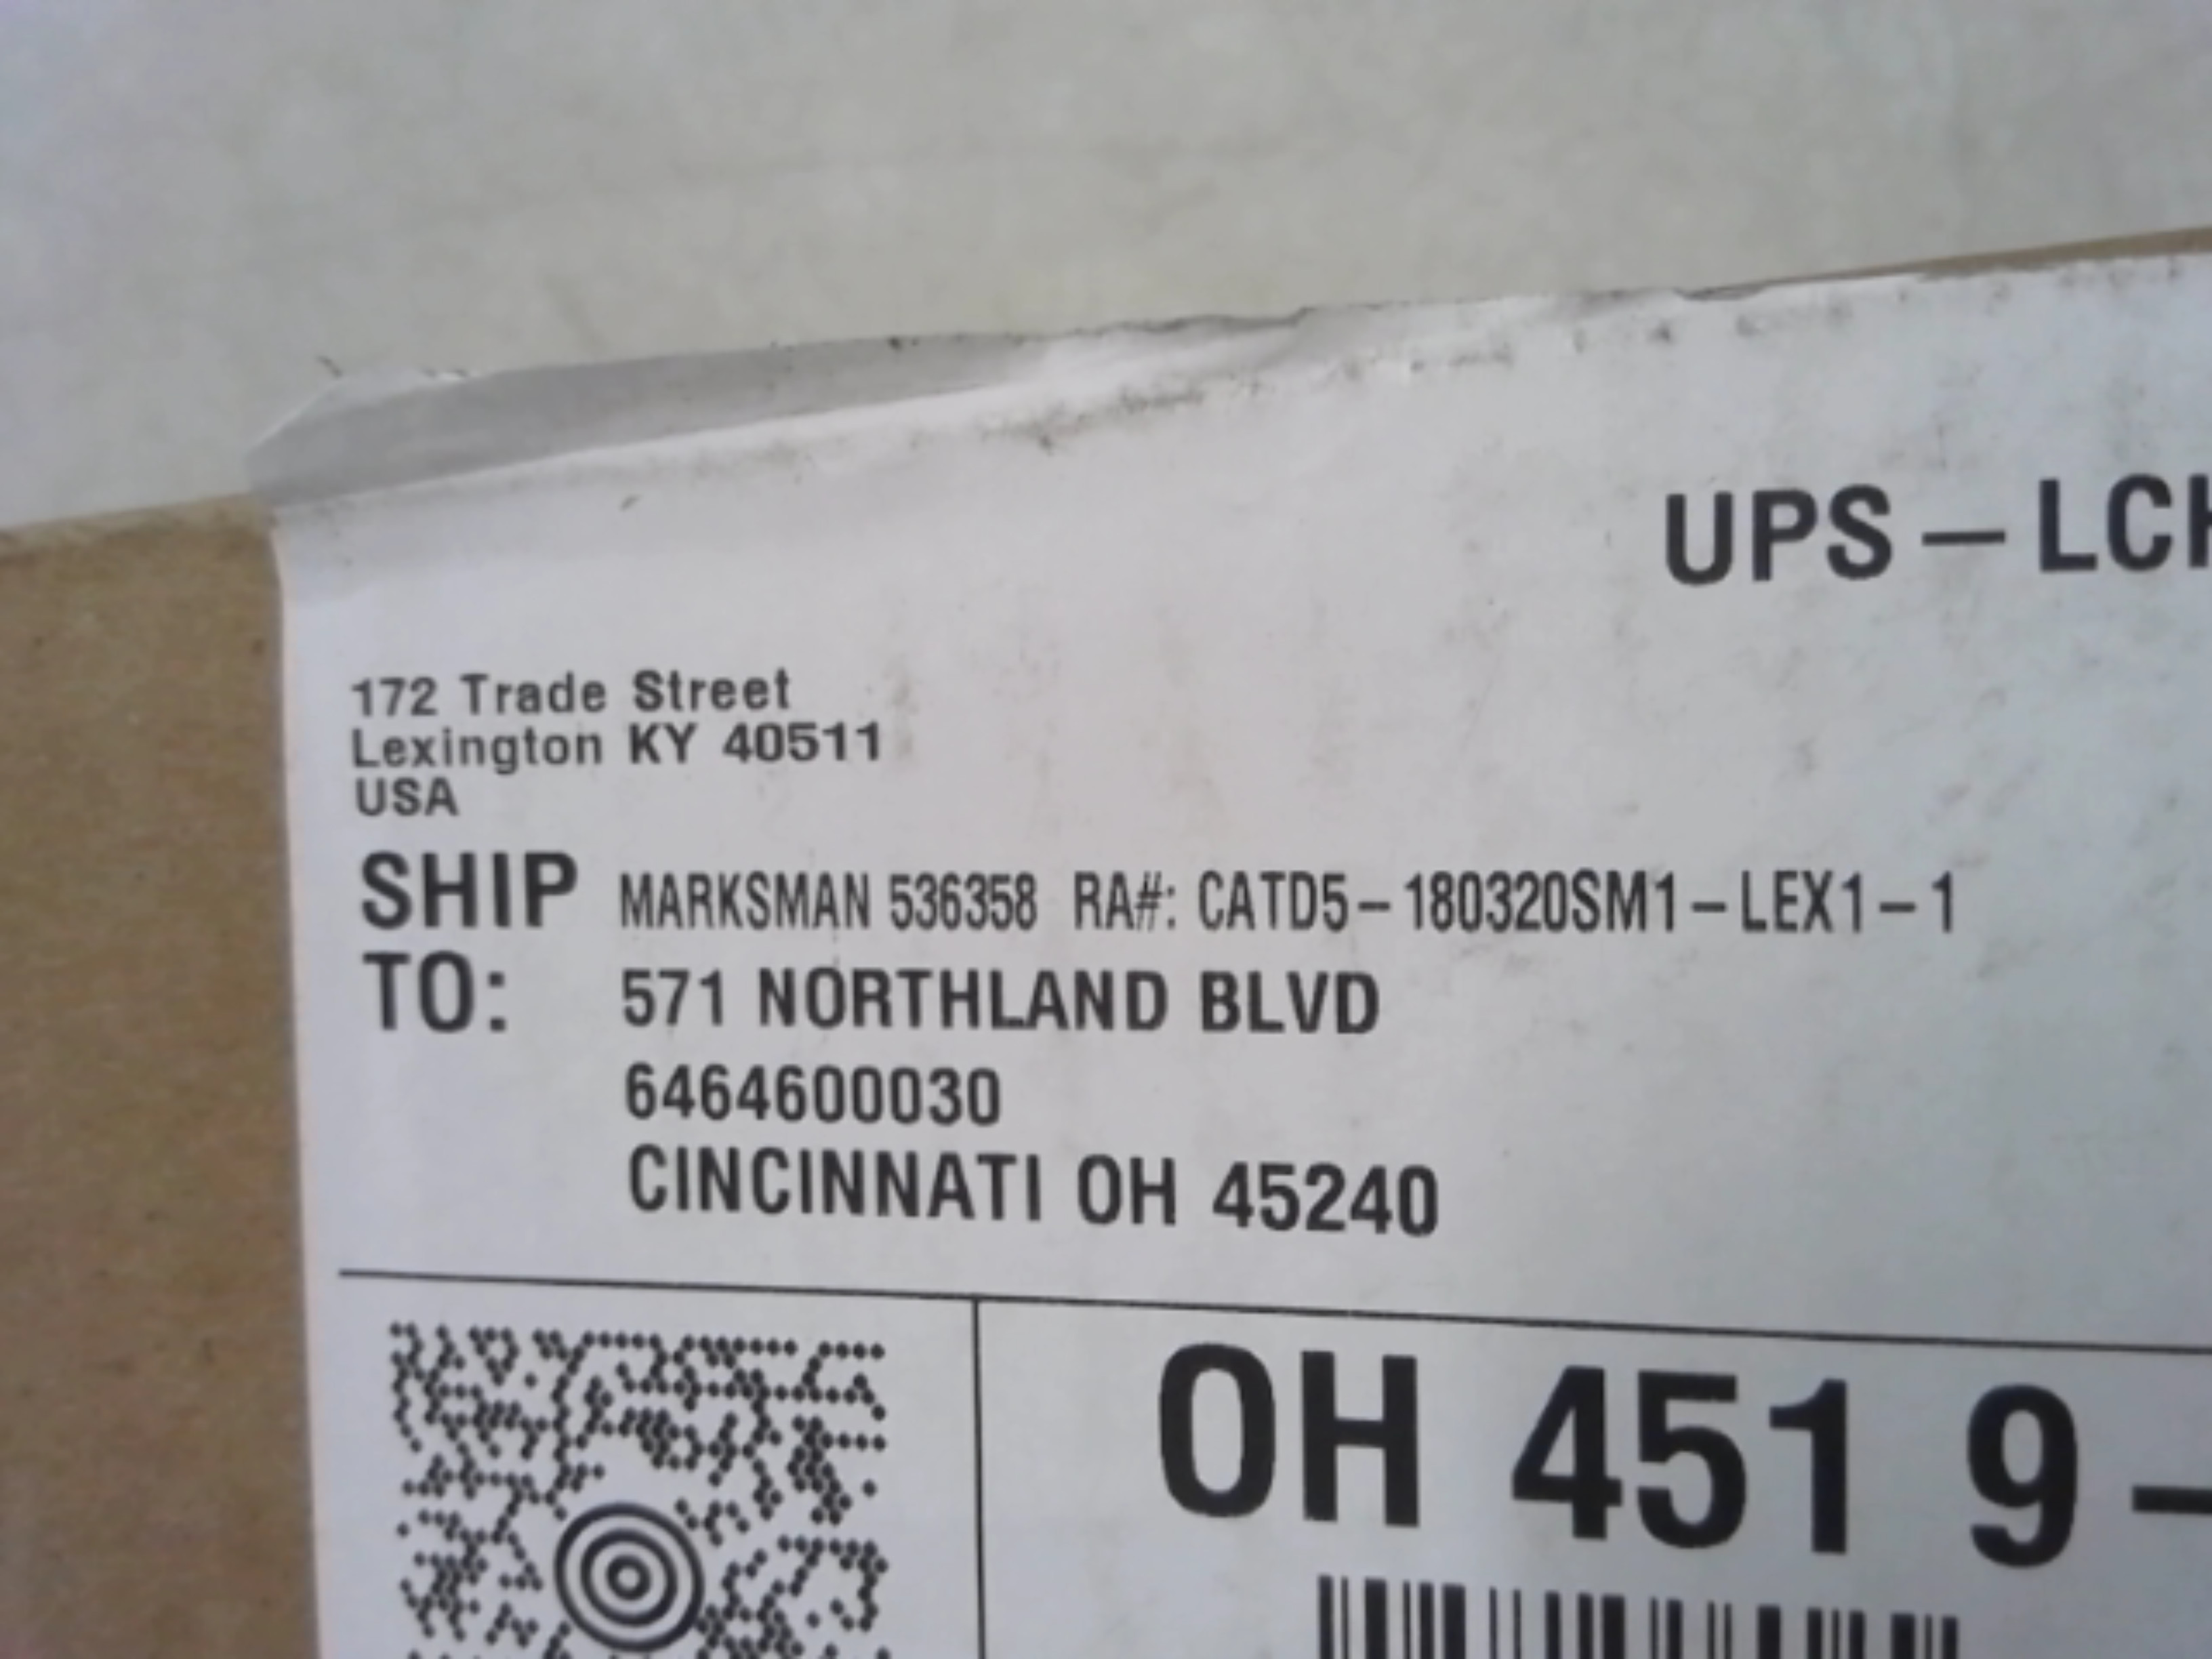 UPS – LCH
172 Trade Street
Lexington KY 40511
USA
SHIP TO: MARKSMAN 536358 RA#: CATD5-180320SM1-LEX1-1
571 NORTHLAND BLVD
6464600030
CINCINNATI OH 45240
OH 451 9 –